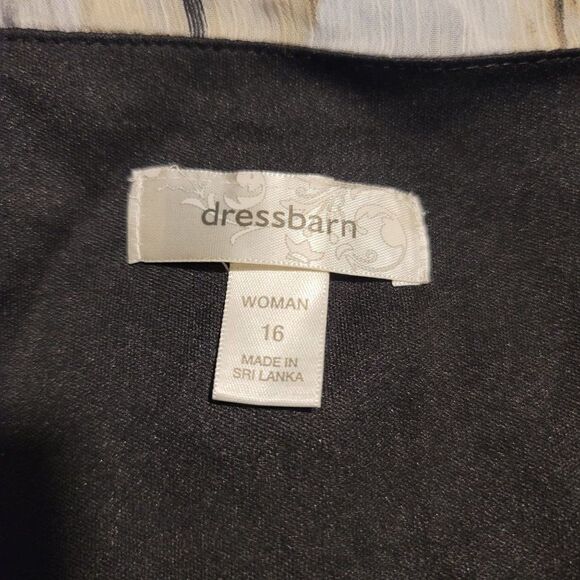 dressbarn
WOMAN
16
MADE IN
SRI LANKA